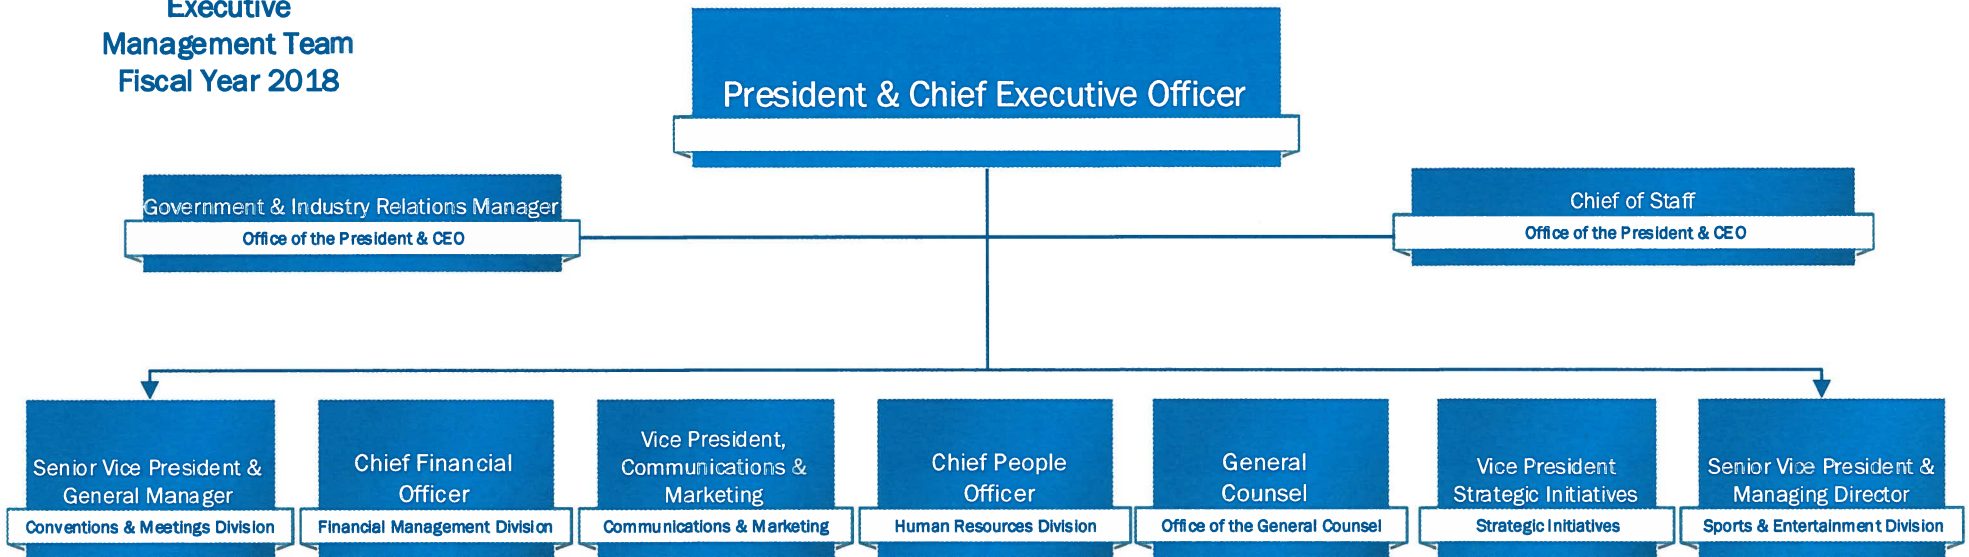 Executive
Management Team
Fiscal Year 2018
President & Chief Executive Officer
Government & Industry Relations Manager
Office of the President & CEO
Chief of Staff
Office of the President & CEO
Senior Vice President &
General Manager
Conventions & Meetings Division
Chief Financial
Officer
Financial Management Division
Vice President,
Communications &
Marketing
Communications & Marketing
Chief People
Officer
Human Resources Division
General
Counsel
Office of the General Counsel
Vice President
Strategic Initiatives
Strategic Initiatives
Senior Vice President &
Managing Director
Sports & Entertainment Division